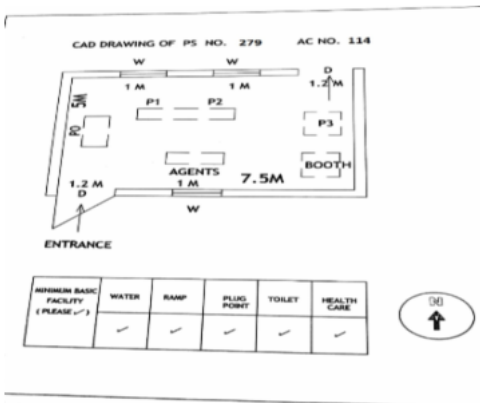 CAD DRAWING OF PS NO. 279 AC NO. 114
W W D
1 M 1 M 1.2 M
5M
P1 P2
P3
PO
AGENTS
BOOTH
1.2 M 1 M 7.5M
D
W
ENTRANCE
MINIMUM BASIC FACILITY (PLEASE ✓) WATER RAMP PLUG POINT TOILET HEALTH CARE
✓ ✓ ✓ ✓ ✓
N